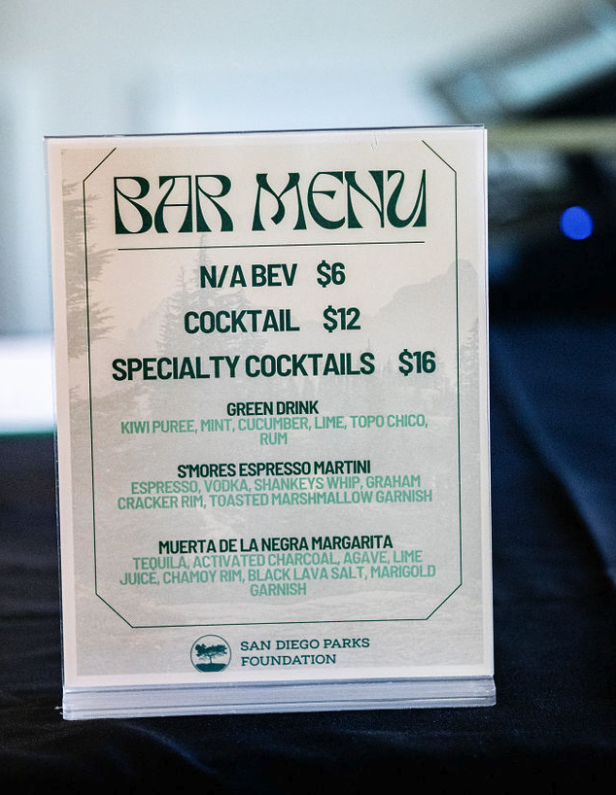 BAR MENU
N/A BEV $6
COCKTAIL $12
SPECIALTY COCKTAILS $16
GREEN DRINK
KIWI PUREE, MINT, CUCUMBER, LIME, TOPO CHICO,
RUM
S'MORES ESPRESSO MARTINI
ESPRESSO, VODKA, SHANKEYS WHIP, GRAHAM
CRACKER RIM, TOASTED MARSHMALLOW GARNISH
MUERTA DE LA NEGRA MARGARITA
TEQUILA, ACTIVATED CHARCOAL, AGAVE, LIME
JUICE, CHAMOY RIM, BLACK LAVA SALT, MARIGOLD
GARNISH
SAN DIEGO PARKS
FOUNDATION